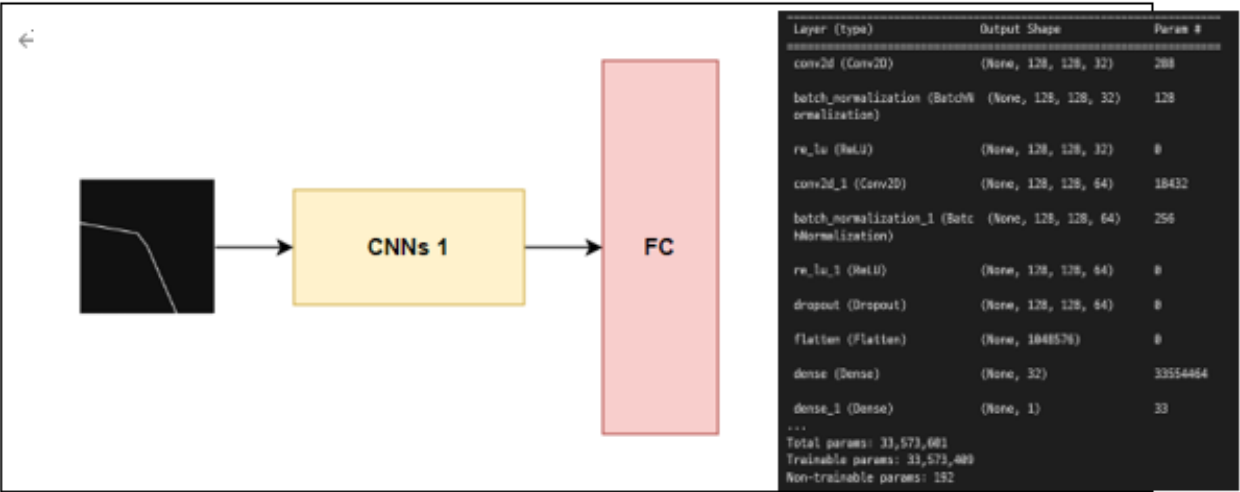 CNNs 1
FC
Layer (type) Output Shape Param #
conv2d (Conv2D) (None, 128, 128, 32) 288
batch_normalization (BatchN (None, 128, 128, 32) 128
ormalization)
re_lu (ReLU) (None, 128, 128, 32) 0
conv2d_1 (Conv2D) (None, 128, 128, 64) 18432
batch_normalization_1 (Batc (None, 128, 128, 64) 256
hNormalization)
re_lu_1 (ReLU) (None, 128, 128, 64) 0
dropout (Dropout) (None, 128, 128, 64) 0
flatten (Flatten) (None, 1048576) 0
dense (Dense) (None, 32) 33554464
dense_1 (Dense) (None, 1) 33
...
Total params: 33,573,601
Trainable params: 33,573,409
Non-trainable params: 192